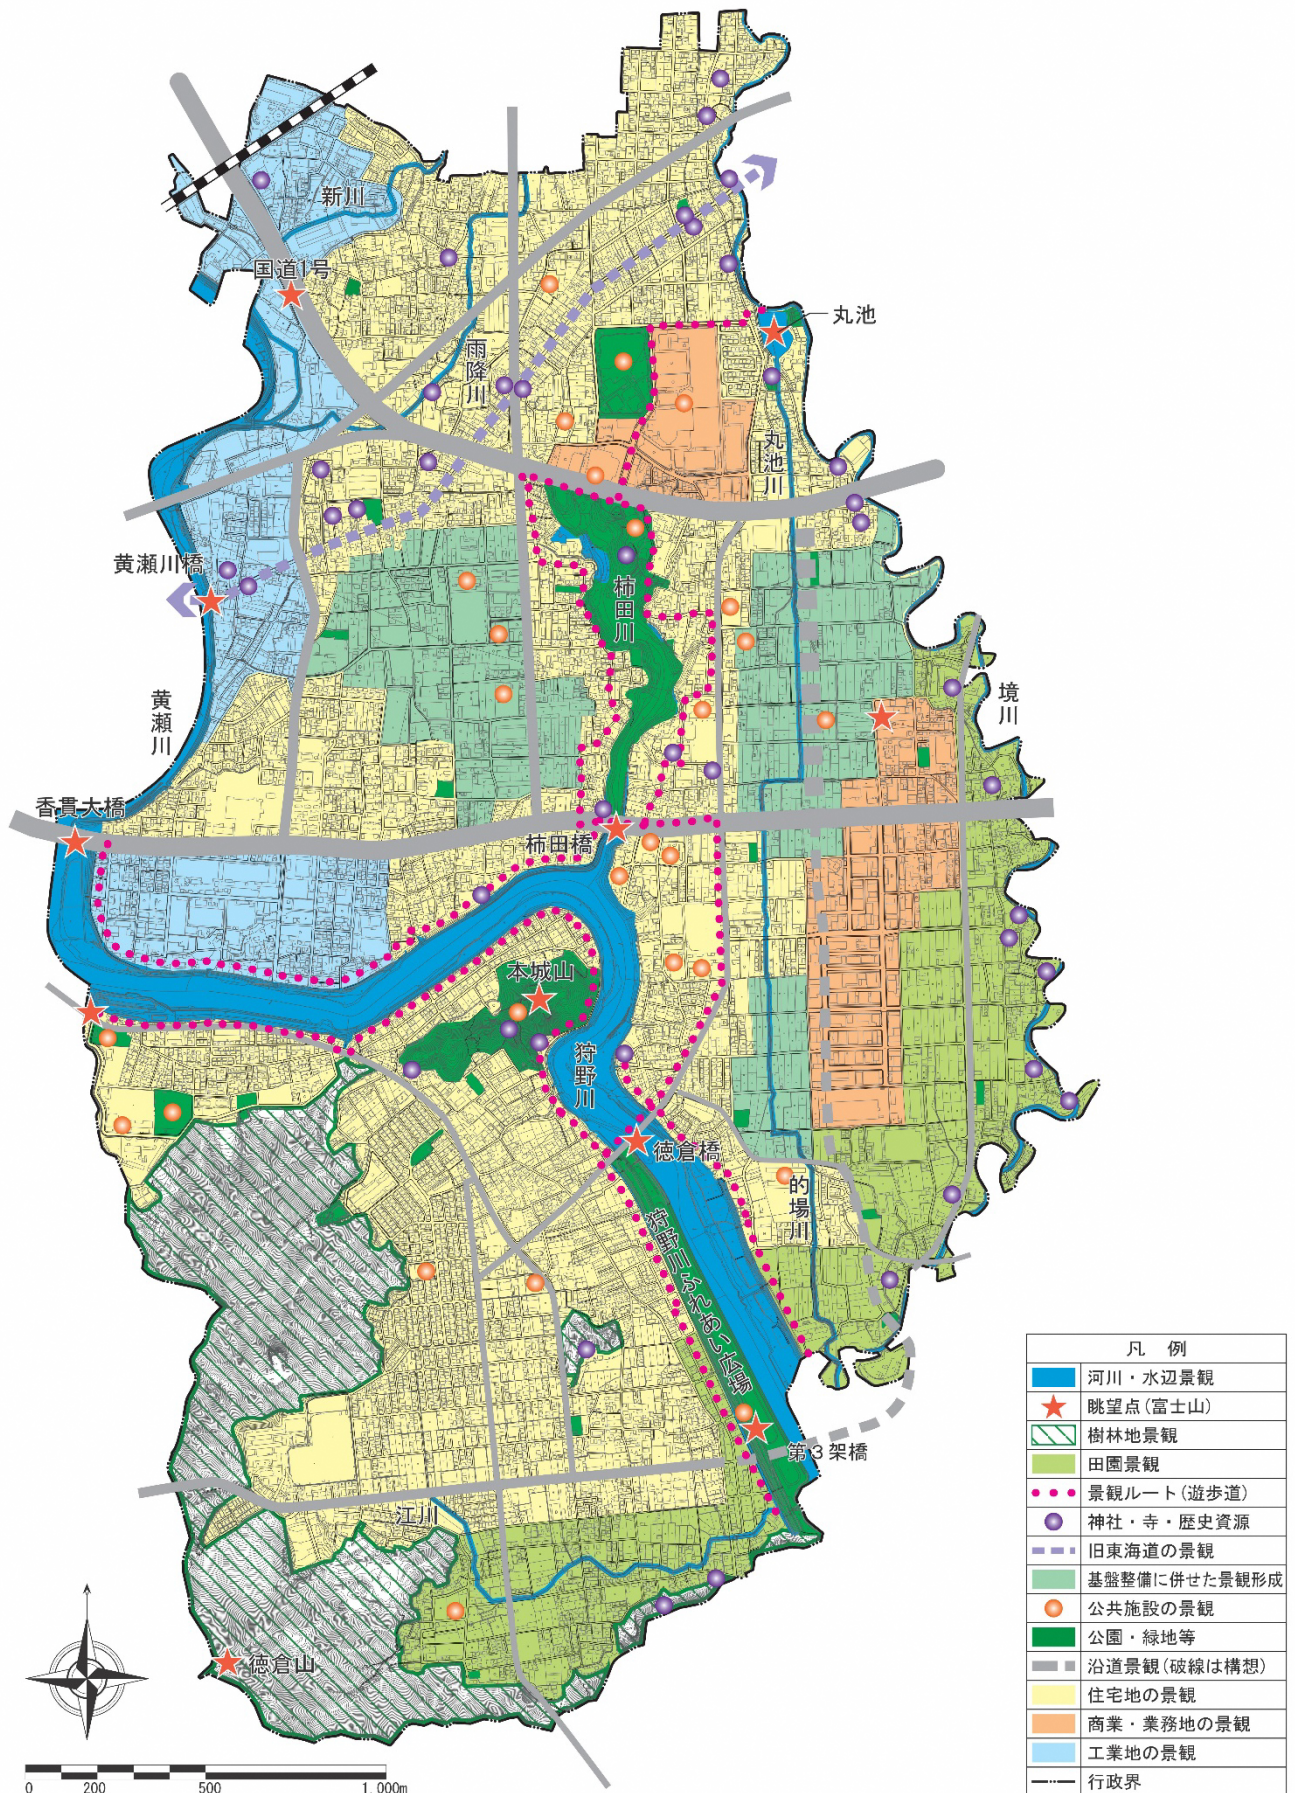 新川
国道1号
丸池
雨降川
丸池川
黄瀬川橋
柿田川
黄瀬川
境川
香貫大橋
柿田橋
本城山
狩野川
徳倉橋
的場川
狩野川ふれあい広場
第3架橋
江川
徳倉山
凡 例
河川・水辺景観
眺望点(富士山)
樹林地景観
田園景観
景観ルート(遊歩道)
神社・寺・歴史資源
旧東海道の景観
基盤整備に併せた景観形成
公共施設の景観
公園・緑地等
沿道景観(破線は構想)
住宅地の景観
商業・業務地の景観
工業地の景観
行政界
0 200 500 1,000m